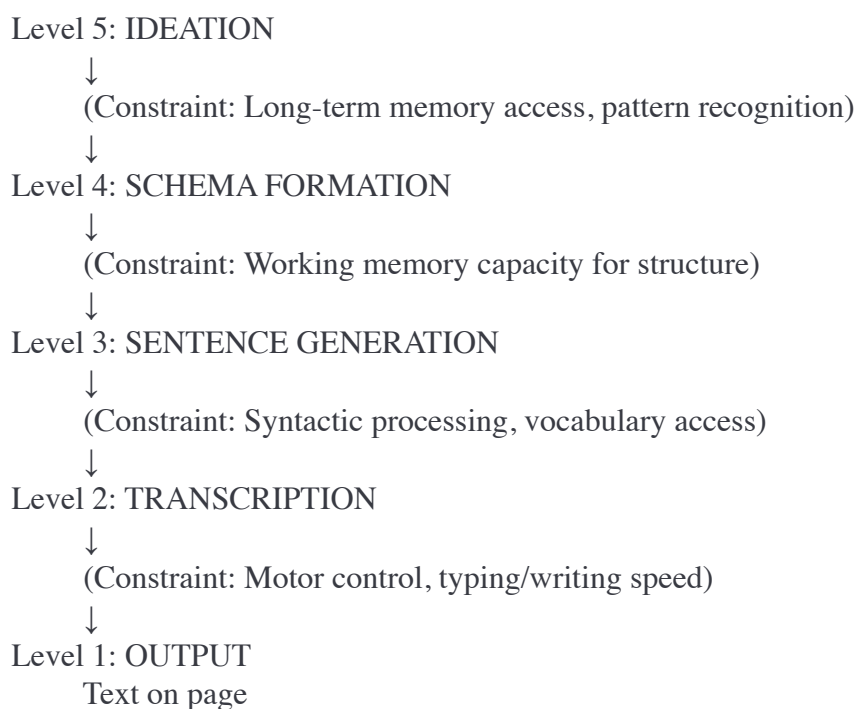 Level 5: IDEATION
↓
(Constraint: Long-term memory access, pattern recognition)
↓
Level 4: SCHEMA FORMATION
↓
(Constraint: Working memory capacity for structure)
↓
Level 3: SENTENCE GENERATION
↓
(Constraint: Syntactic processing, vocabulary access)
↓
Level 2: TRANSCRIPTION
↓
(Constraint: Motor control, typing/writing speed)
↓
Level 1: OUTPUT
Text on page